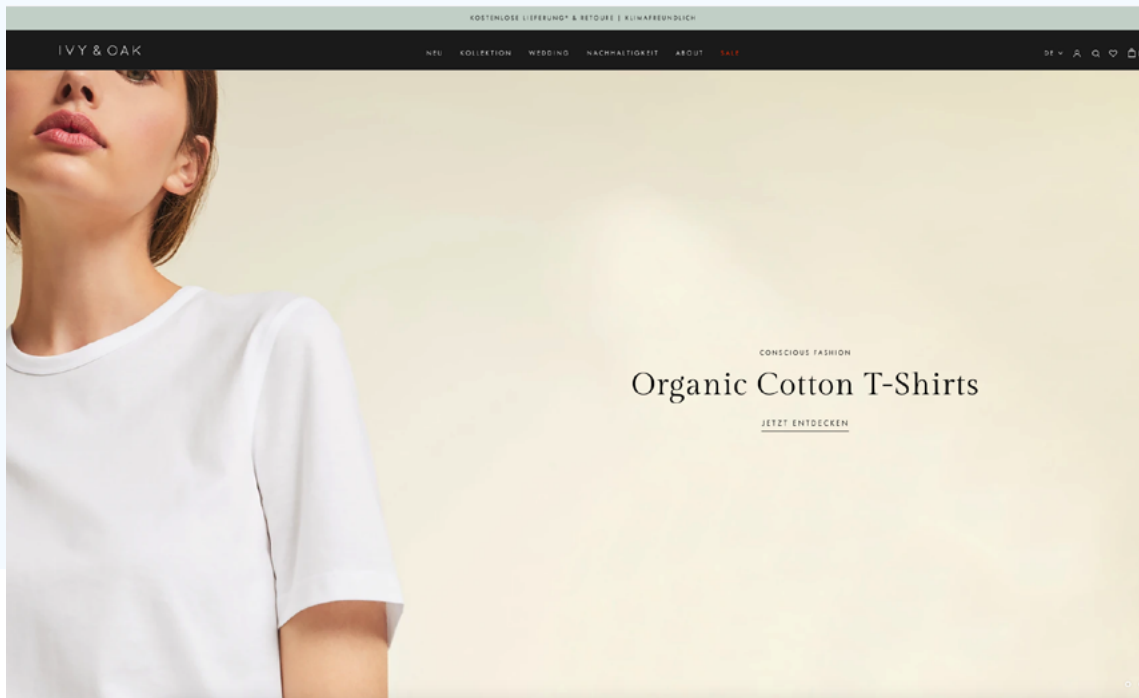 KOSTENLOSE LIEFERUNG* & RETOURE | KLIMAFREUNDLICH
IVY & OAK
NEU KOLLEKTION WEDDING NACHHALTIGKEIT ABOUT SALE
DE
CONSCIOUS FASHION
Organic Cotton T-Shirts
JETZT ENTDECKEN